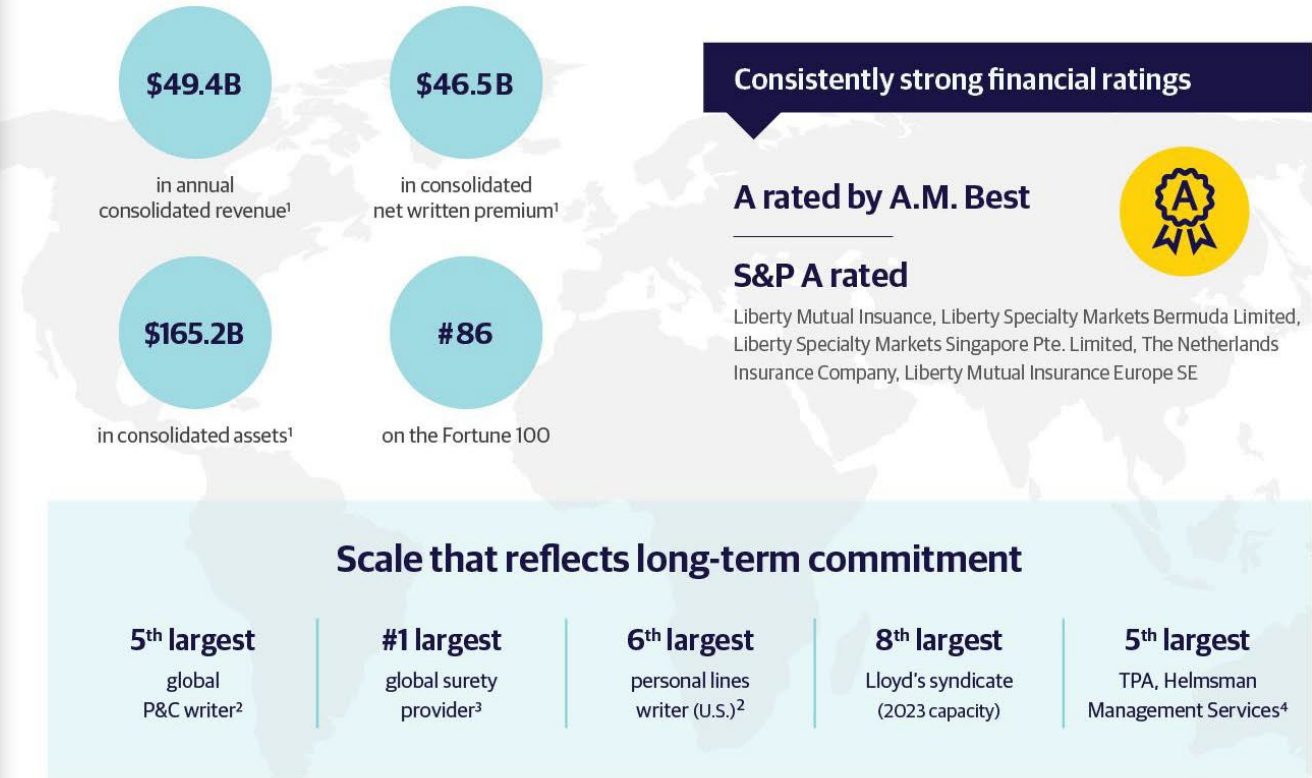 $49.4B
in annual
consolidated revenue¹
$46.5B
in consolidated
net written premium¹
$165.2B
in consolidated assets¹
#86
on the Fortune 100
Consistently strong financial ratings
A rated by A.M. Best
A
S&P A rated
Liberty Mutual Insuance, Liberty Specialty Markets Bermuda Limited,
Liberty Specialty Markets Singapore Pte. Limited, The Netherlands
Insurance Company, Liberty Mutual Insurance Europe SE
Scale that reflects long-term commitment
5th largest
global
P&C writer²
#1 largest
global surety
provider³
6th largest
personal lines
writer (U.S.)²
8th largest
Lloyd's syndicate
(2023 capacity)
5th largest
TPA, Helmsman
Management Services⁴